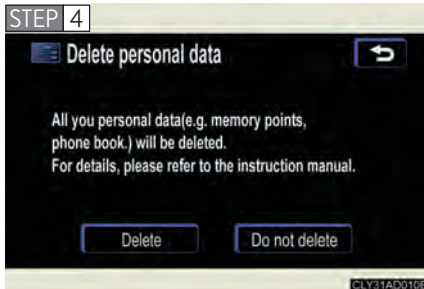 STEP 4
Delete personal data
All you personal data(e.g. memory points,
phone book.) will be deleted.
For details, please refer to the instruction manual.
Delete
Do not delete
CLY31AD010E